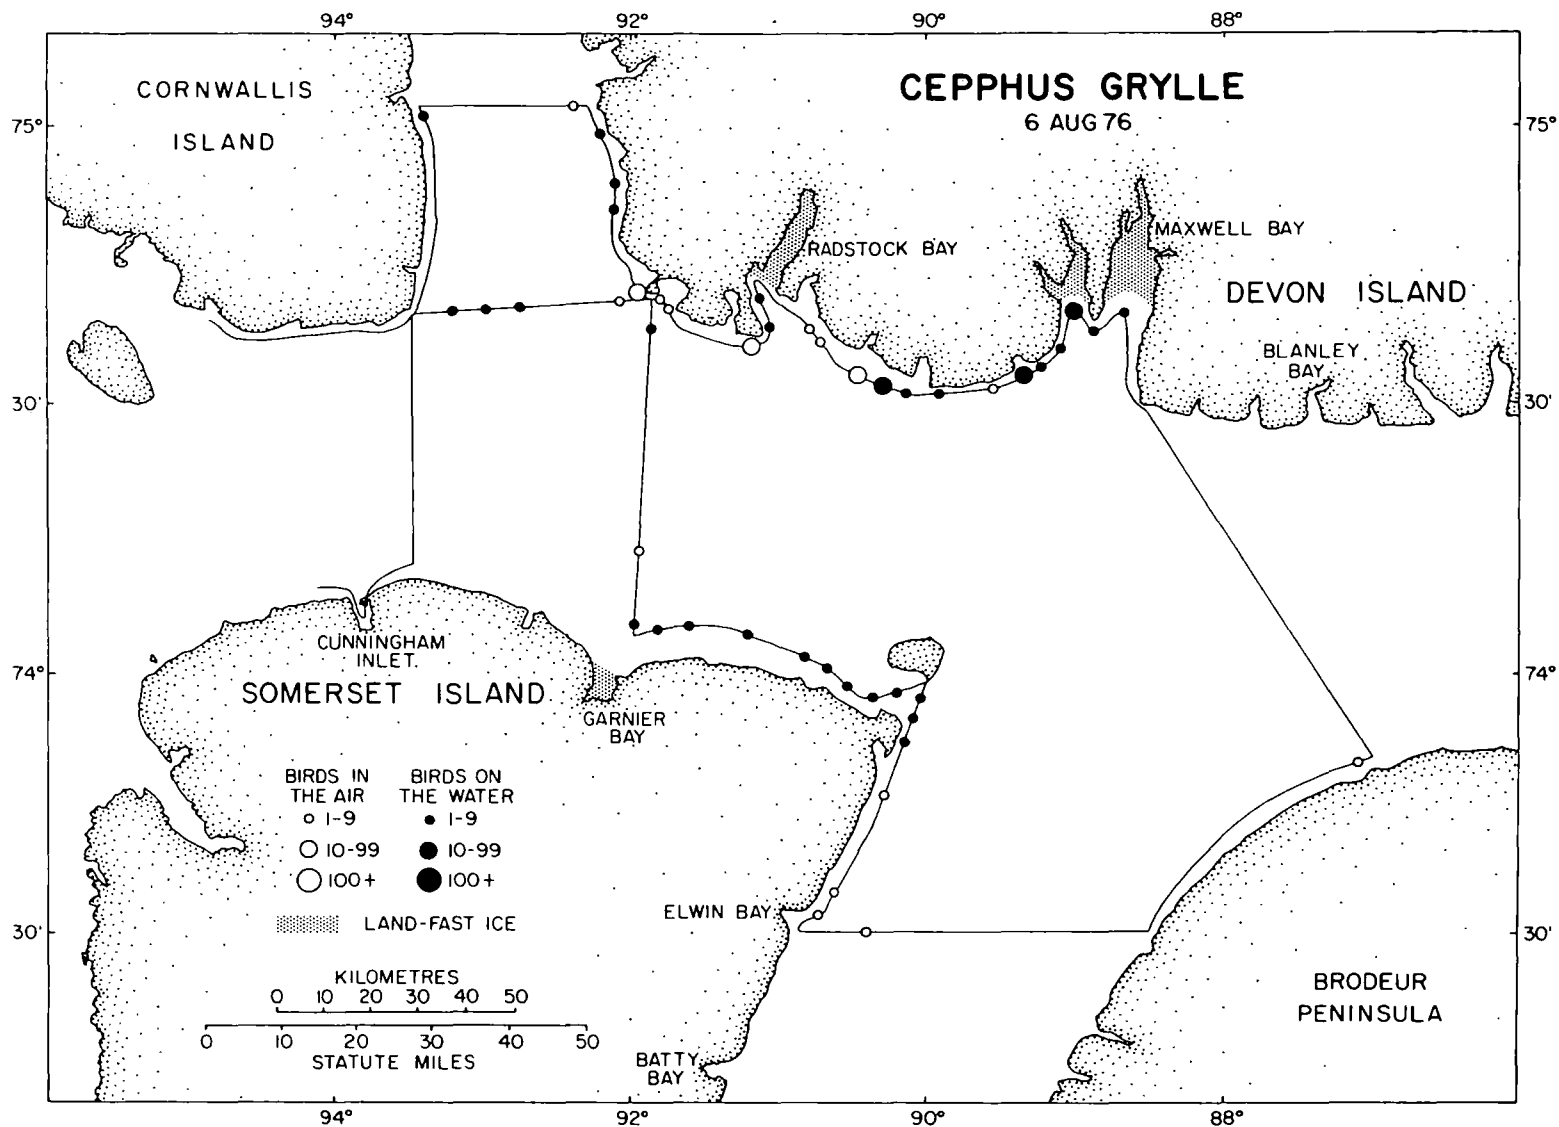 94° 92° 90° 88°
CORNWALLIS
ISLAND
CEPPHUS GRYLLE
6 AUG 76
75° 75°
RADSTOCK BAY
MAXWELL BAY
DEVON ISLAND
BLANLEY
BAY
30' 30'
CUNNINGHAM
INLET.
74° 74°
SOMERSET ISLAND
GARNIER
BAY
BIRDS IN
THE AIR
1-9
10-99
100+
BIRDS ON
THE WATER
1-9
10-99
100+
LAND-FAST ICE
ELWIN BAY
30' 30'
KILOMETRES
0 10 20 30 40 50
0 10 20 30 40 50
STATUTE MILES
BRODEUR
PENINSULA
BATTY
BAY
94° 92° 90° 88°